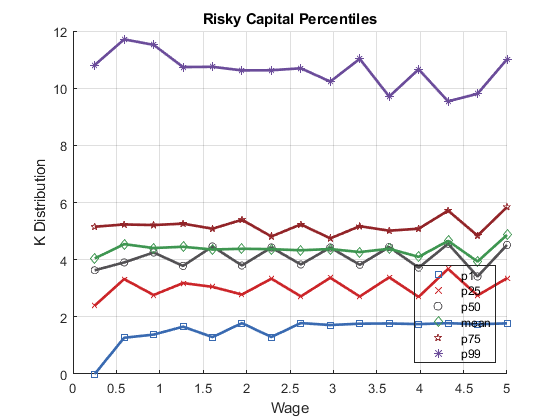 Risky Capital Percentiles
12
10
8
6
4
2
0
K Distribution
p1
p25
p50
mean
p75
p99
0 0.5 1 1.5 2 2.5 3 3.5 4 4.5 5
Wage